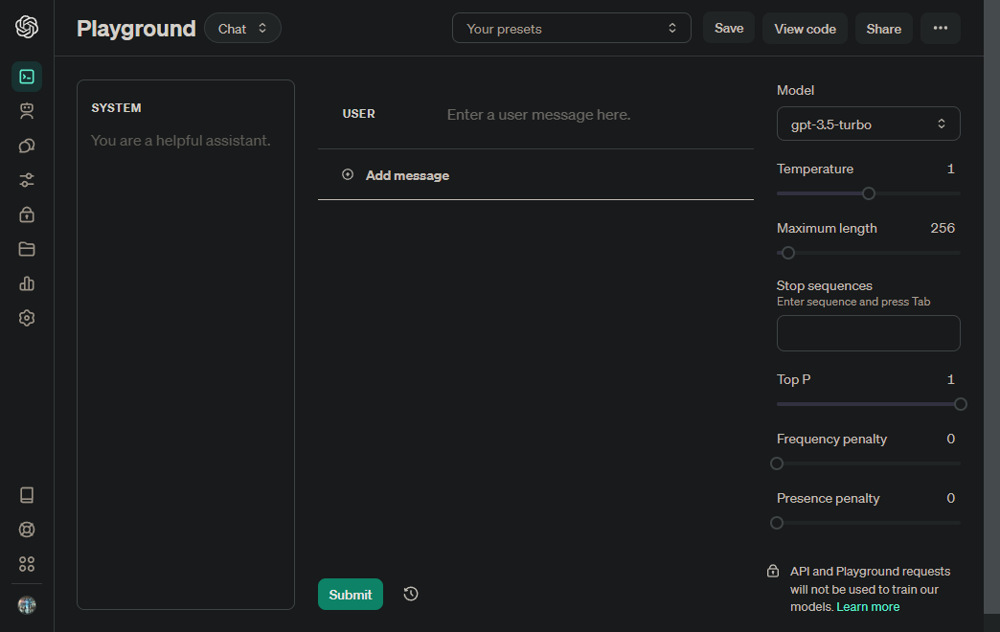 Playground
Chat
Your presets
Save
View code
Share
SYSTEM
You are a helpful assistant.
USER
Enter a user message here.
Add message
Submit
Model
gpt-3.5-turbo
Temperature 1
Maximum length 256
Stop sequences
Enter sequence and press Tab
Top P 1
Frequency penalty 0
Presence penalty 0
API and Playground requests
will not be used to train our
models. Learn more